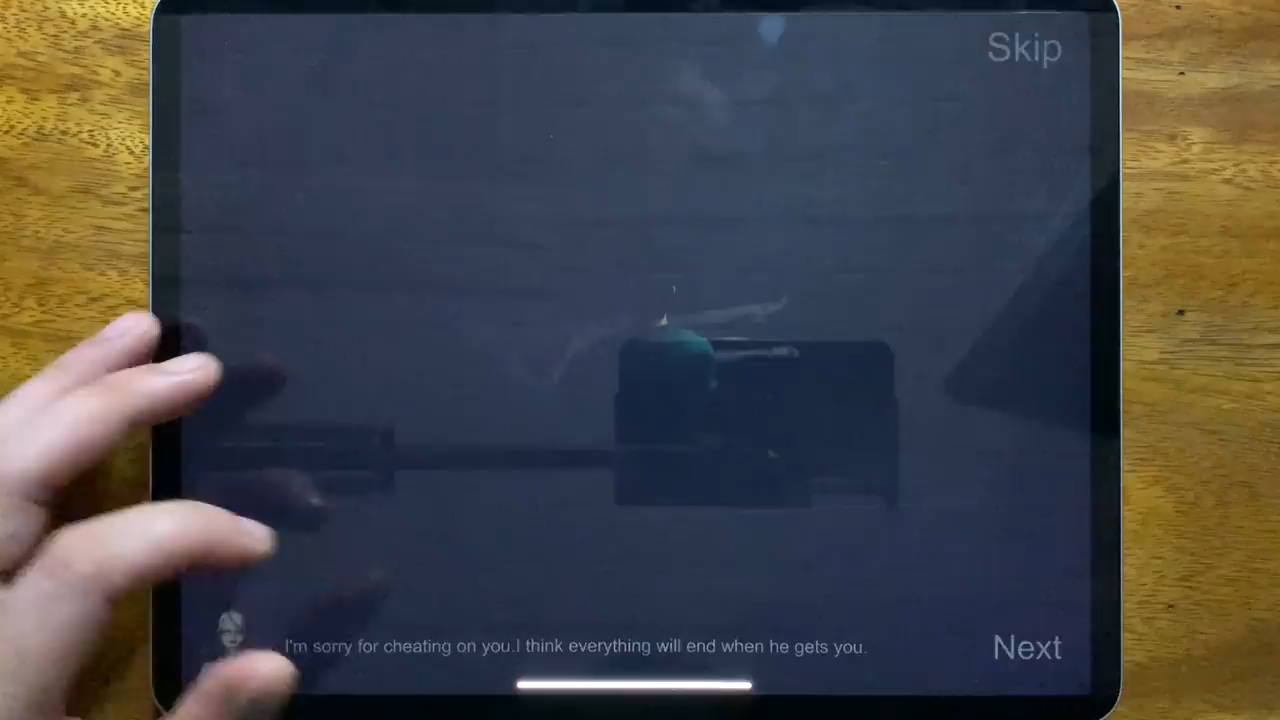 Skip
I'm sorry for cheating on you.I think everything will end when he gets you.
Next